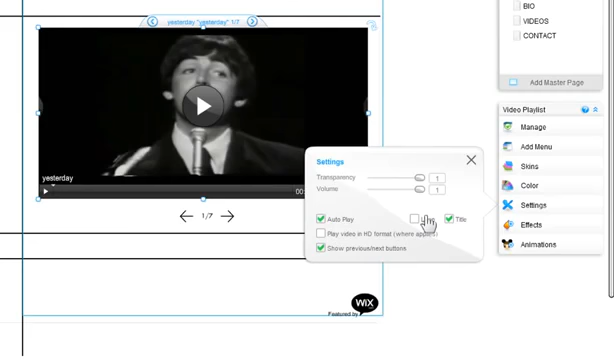 BIO
VIDEOS
CONTACT
Add Master Page
yesterday "yesterday" 1/7
yesterday
00:
1/7
Settings
Transparency 1
Volume 1
Auto Play
Title
Play video in HD format (where
Show previous/next buttons
Video Playlist
Manage
Add Menu
Skins
Color
Settings
Effects
Animations
Featured by
WiX